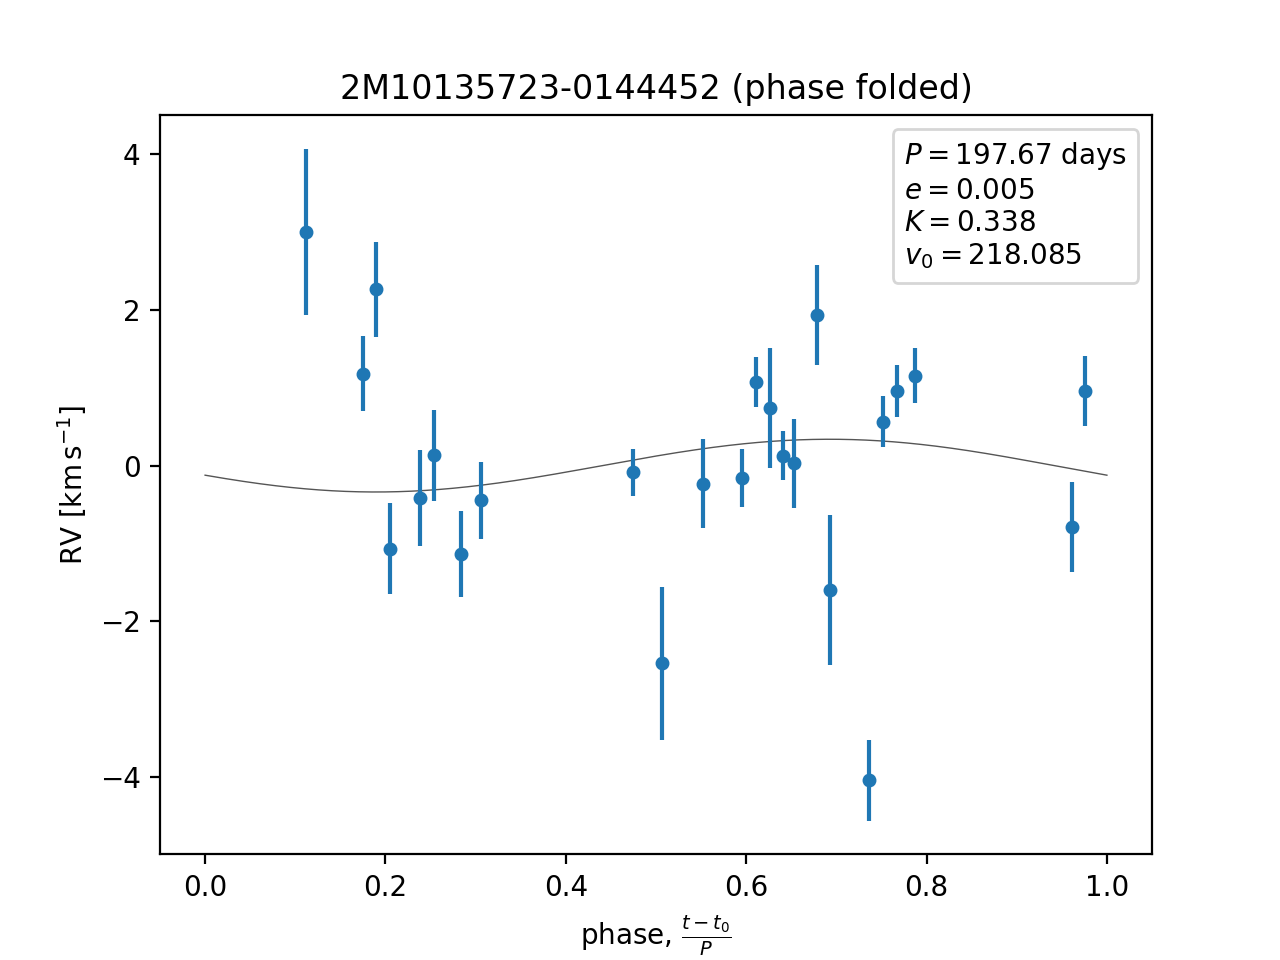 2M10135723-0144452 (phase folded)
P = 197.67 days
e = 0.005
K = 0.338
v₀ = 218.085
4
2
0
−2
−4
RV [km s⁻¹]
0.0 0.2 0.4 0.6 0.8 1.0
phase, (t − t₀)/P